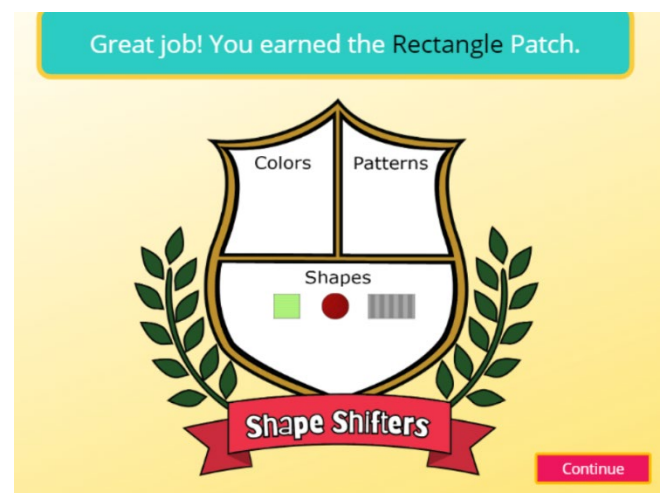 Great job! You earned the Rectangle Patch.
Colors
Patterns
Shapes
Shape Shifters
Continue